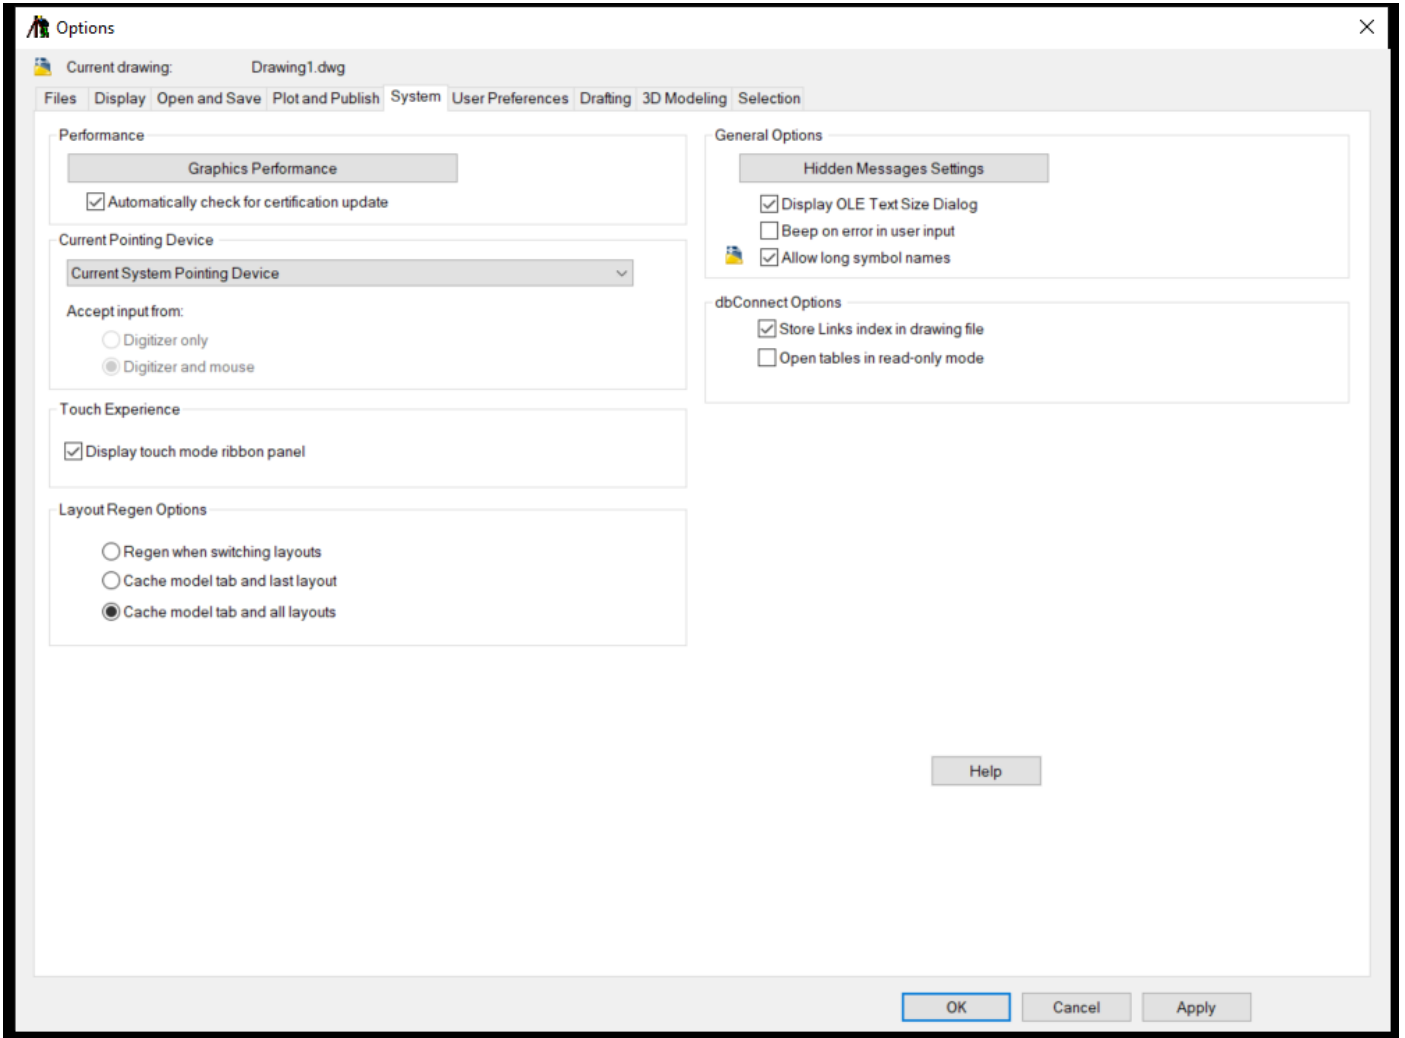 Options
Current drawing: Drawing1.dwg
Files Display Open and Save Plot and Publish System User Preferences Drafting 3D Modeling Selection
Performance
Graphics Performance
Automatically check for certification update
Current Pointing Device
Current System Pointing Device
Accept input from:
Digitizer only
Digitizer and mouse
Touch Experience
Display touch mode ribbon panel
Layout Regen Options
Regen when switching layouts
Cache model tab and last layout
Cache model tab and all layouts
General Options
Hidden Messages Settings
Display OLE Text Size Dialog
Beep on error in user input
Allow long symbol names
dbConnect Options
Store Links index in drawing file
Open tables in read-only mode
Help
OK Cancel Apply